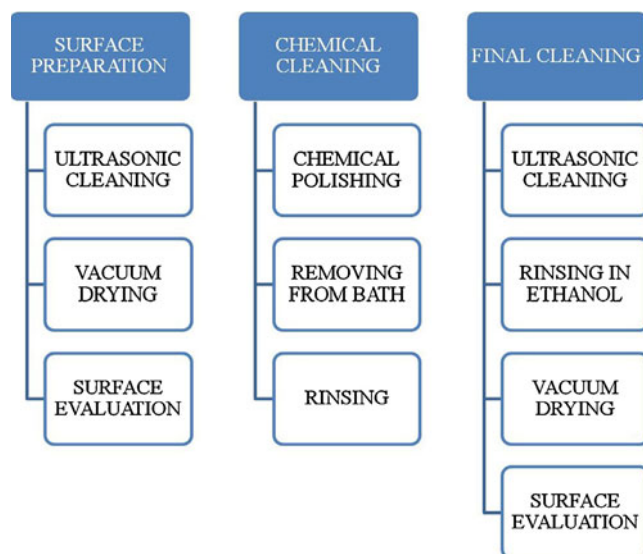 SURFACE
PREPARATION
ULTRASONIC
CLEANING
VACUUM
DRYING
SURFACE
EVALUATION
CHEMICAL
CLEANING
CHEMICAL
POLISHING
REMOVING
FROM BATH
RINSING
FINAL CLEANING
ULTRASONIC
CLEANING
RINSING IN
ETHANOL
VACUUM
DRYING
SURFACE
EVALUATION